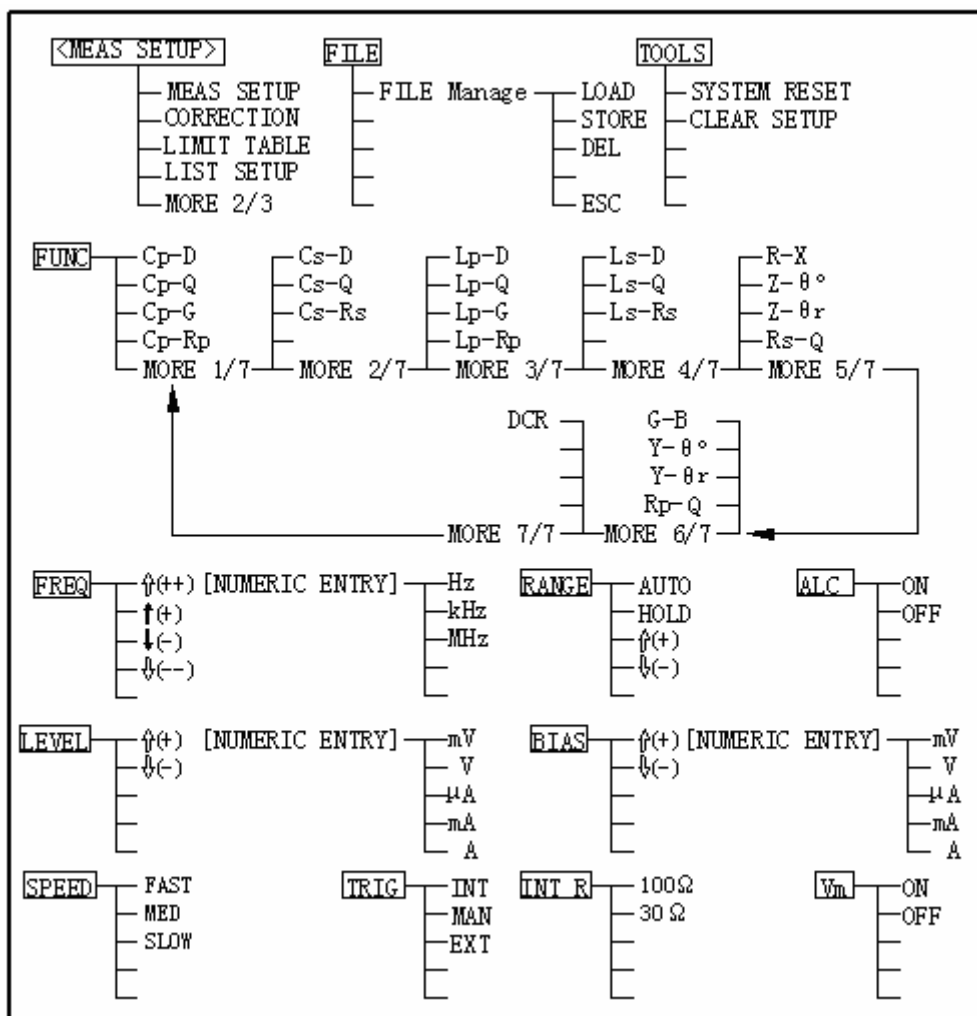 <MEAS SETUP> FILE TOOLS
MEAS SETUP FILE Manage LOAD SYSTEM RESET
CORRECTION STORE CLEAR SETUP
LIMIT TABLE DEL
LIST SETUP
MORE 2/3 ESC
FUNC Cp-D Cs-D Lp-D Ls-D R-X
Cp-Q Cs-Q Lp-Q Ls-Q Z-θ°
Cp-G Cs-Rs Lp-G Ls-Rs Z-θr
Cp-Rp Lp-Rp Rs-Q
MORE 1/7 MORE 2/7 MORE 3/7 MORE 4/7 MORE 5/7
DCR G-B
Y-θ°
Y-θr
Rp-Q
MORE 7/7 MORE 6/7
FREQ ⇧(++) [NUMERIC ENTRY] Hz RANGE AUTO ALC ON
↑(+) kHz HOLD OFF
↓(-) MHz ⇧(+)
⇩(--) ⇩(-)
LEVEL ⇧(+) [NUMERIC ENTRY] mV BIAS ⇧(+) [NUMERIC ENTRY] mV
⇩(-) V ⇩(-) V
μA μA
mA mA
A A
SPEED FAST TRIG INT INT R 100Ω Vm ON
MED MAN 30 Ω OFF
SLOW EXT